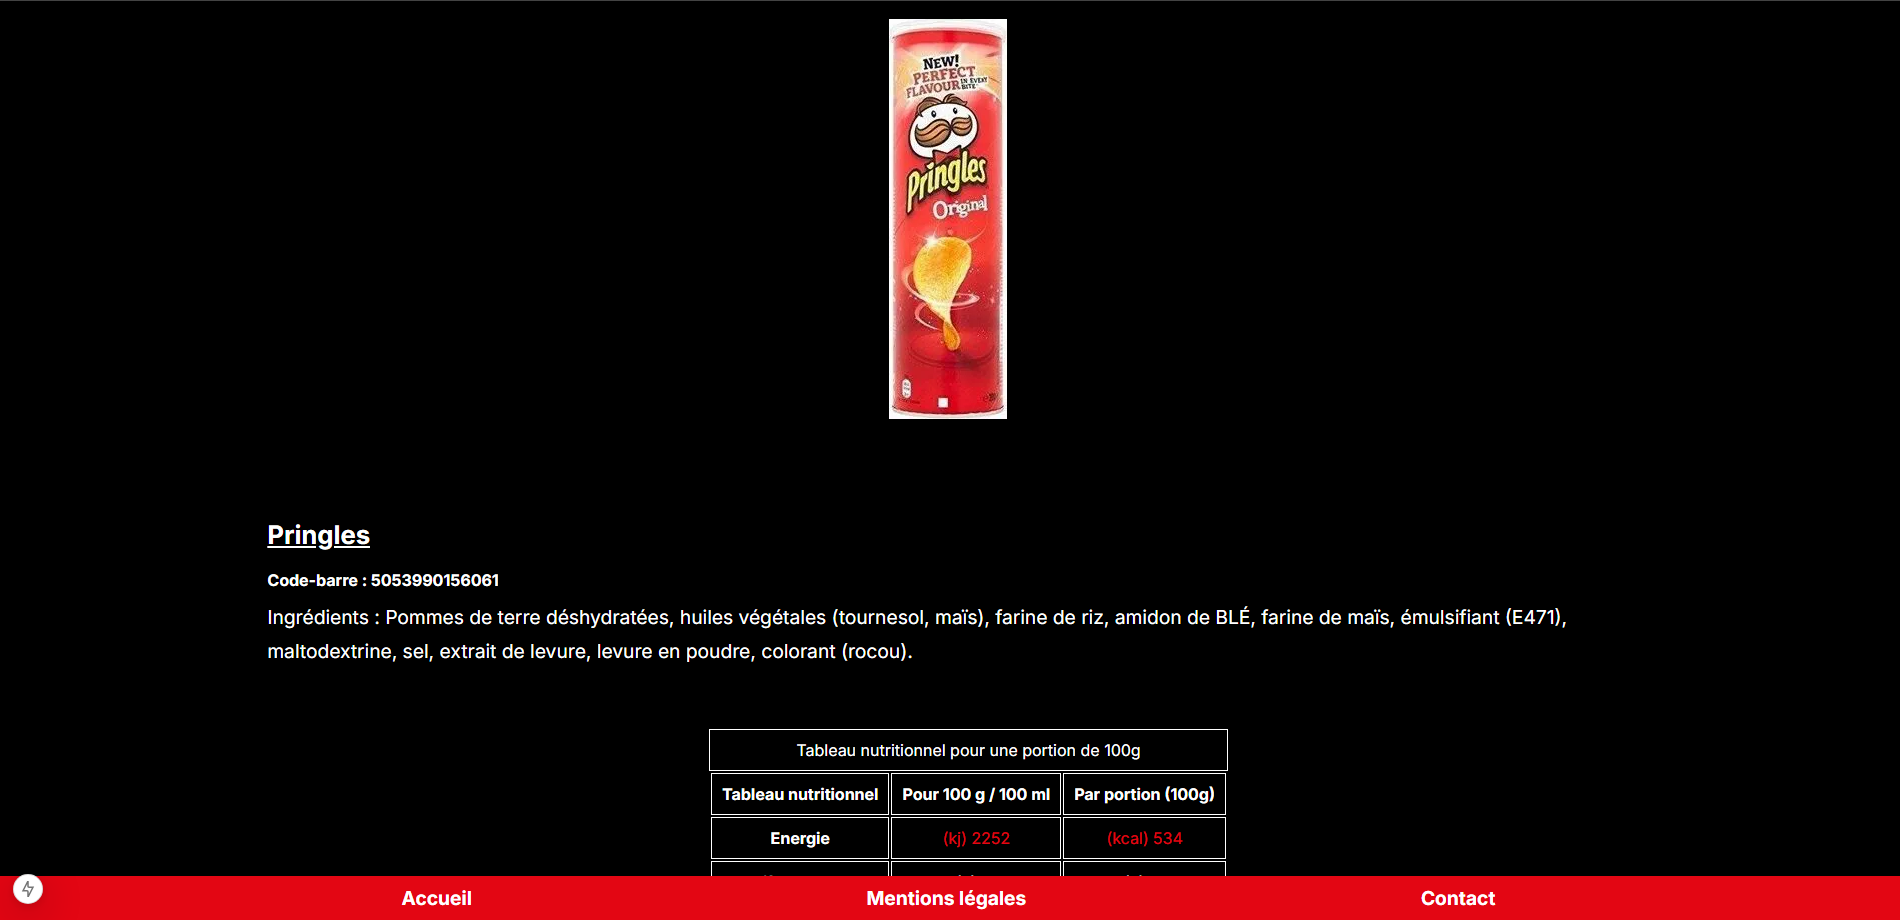 NEW!
PERFECT
FLAVOUR IN EVERY BITE
Pringles
Original
Pringles
Code-barre : 5053990156061
Ingrédients : Pommes de terre déshydratées, huiles végétales (tournesol, maïs), farine de riz, amidon de BLÉ, farine de maïs, émulsifiant (E471),
maltodextrine, sel, extrait de levure, levure en poudre, colorant (rocou).
Tableau nutritionnel pour une portion de 100g
Tableau nutritionnel Pour 100 g / 100 ml Par portion (100g)
Energie (kj) 2252 (kcal) 534
Accueil Mentions légales Contact